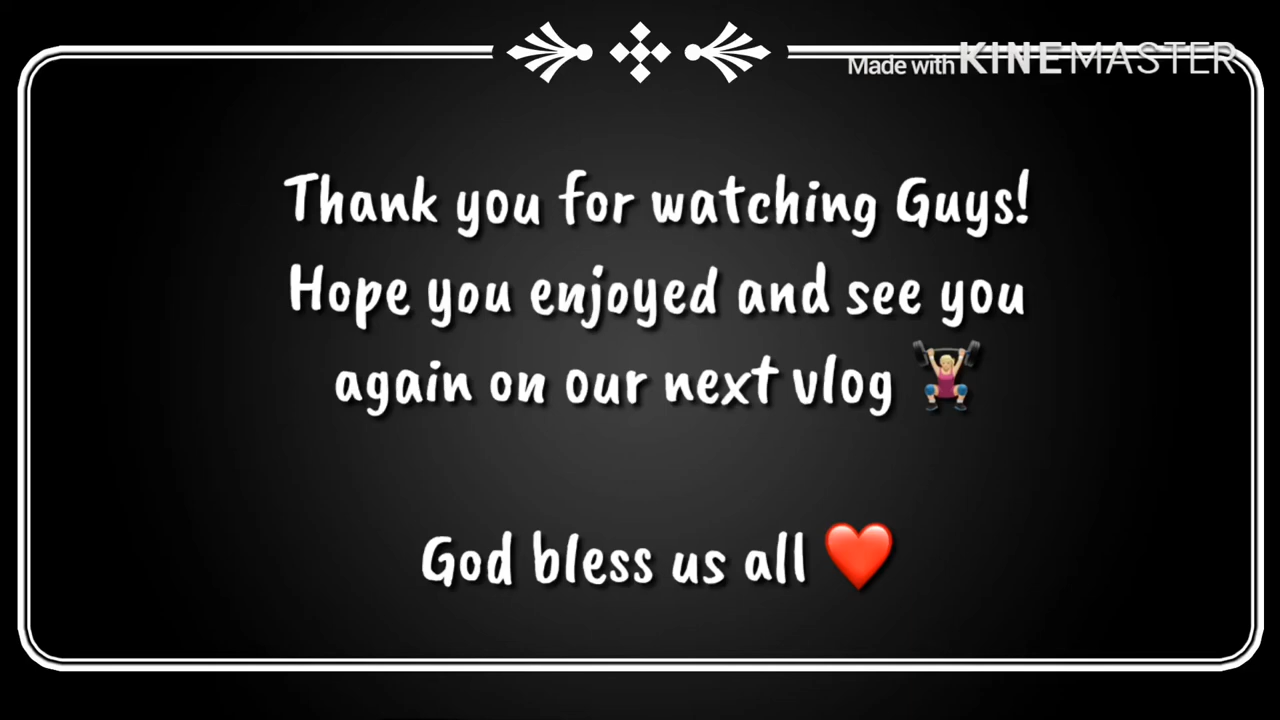 Made with KINEMASTER
Thank you for watching Guys!
Hope you enjoyed and see you
again on our next vlog 🏋🏼‍♀️
God bless us all ❤️